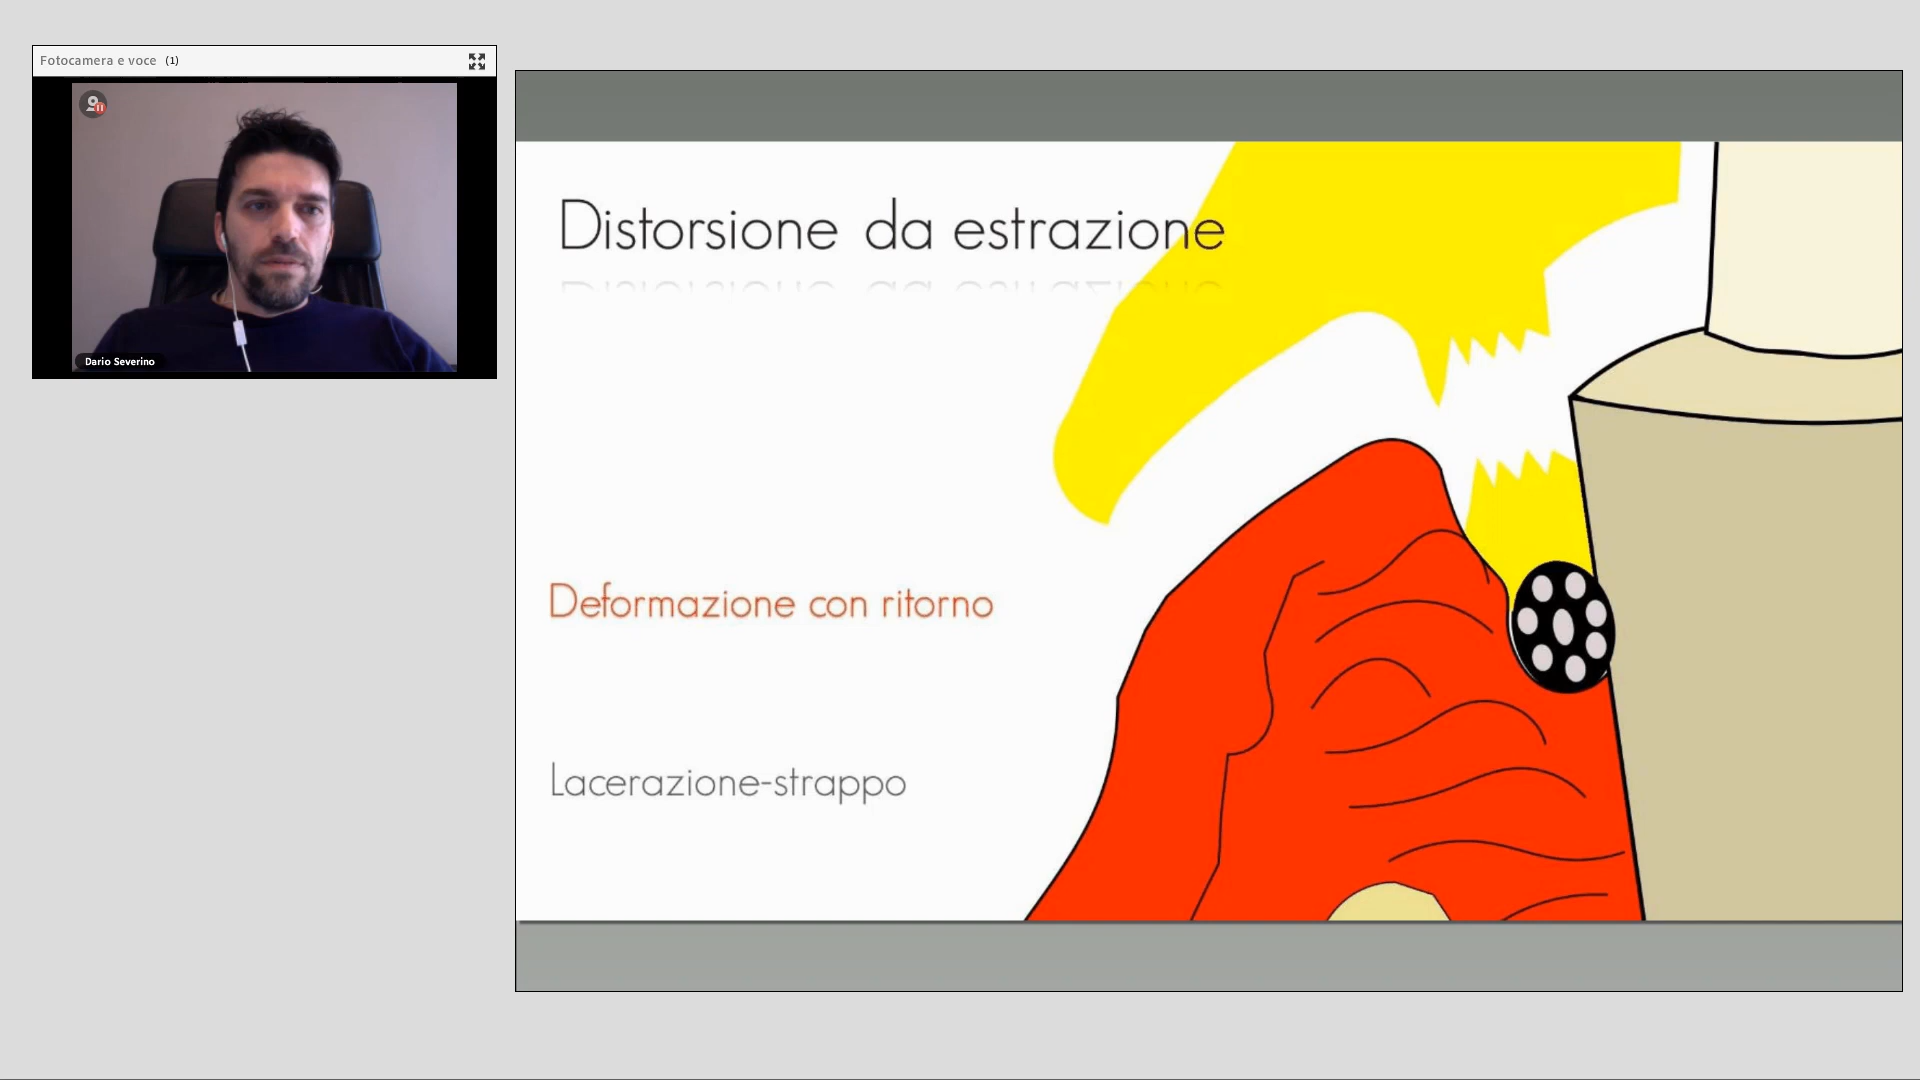 Fotocamera e voce (1)
Dario Severino
Distorsione da estrazione
Deformazione con ritorno
Lacerazione-strappo